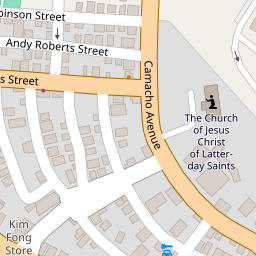 binson Street
Andy Roberts Street
s Street
Camacho Avenue
The Church
of Jesus
Christ
of Latter-
day Saints
Kim
Fong
Store